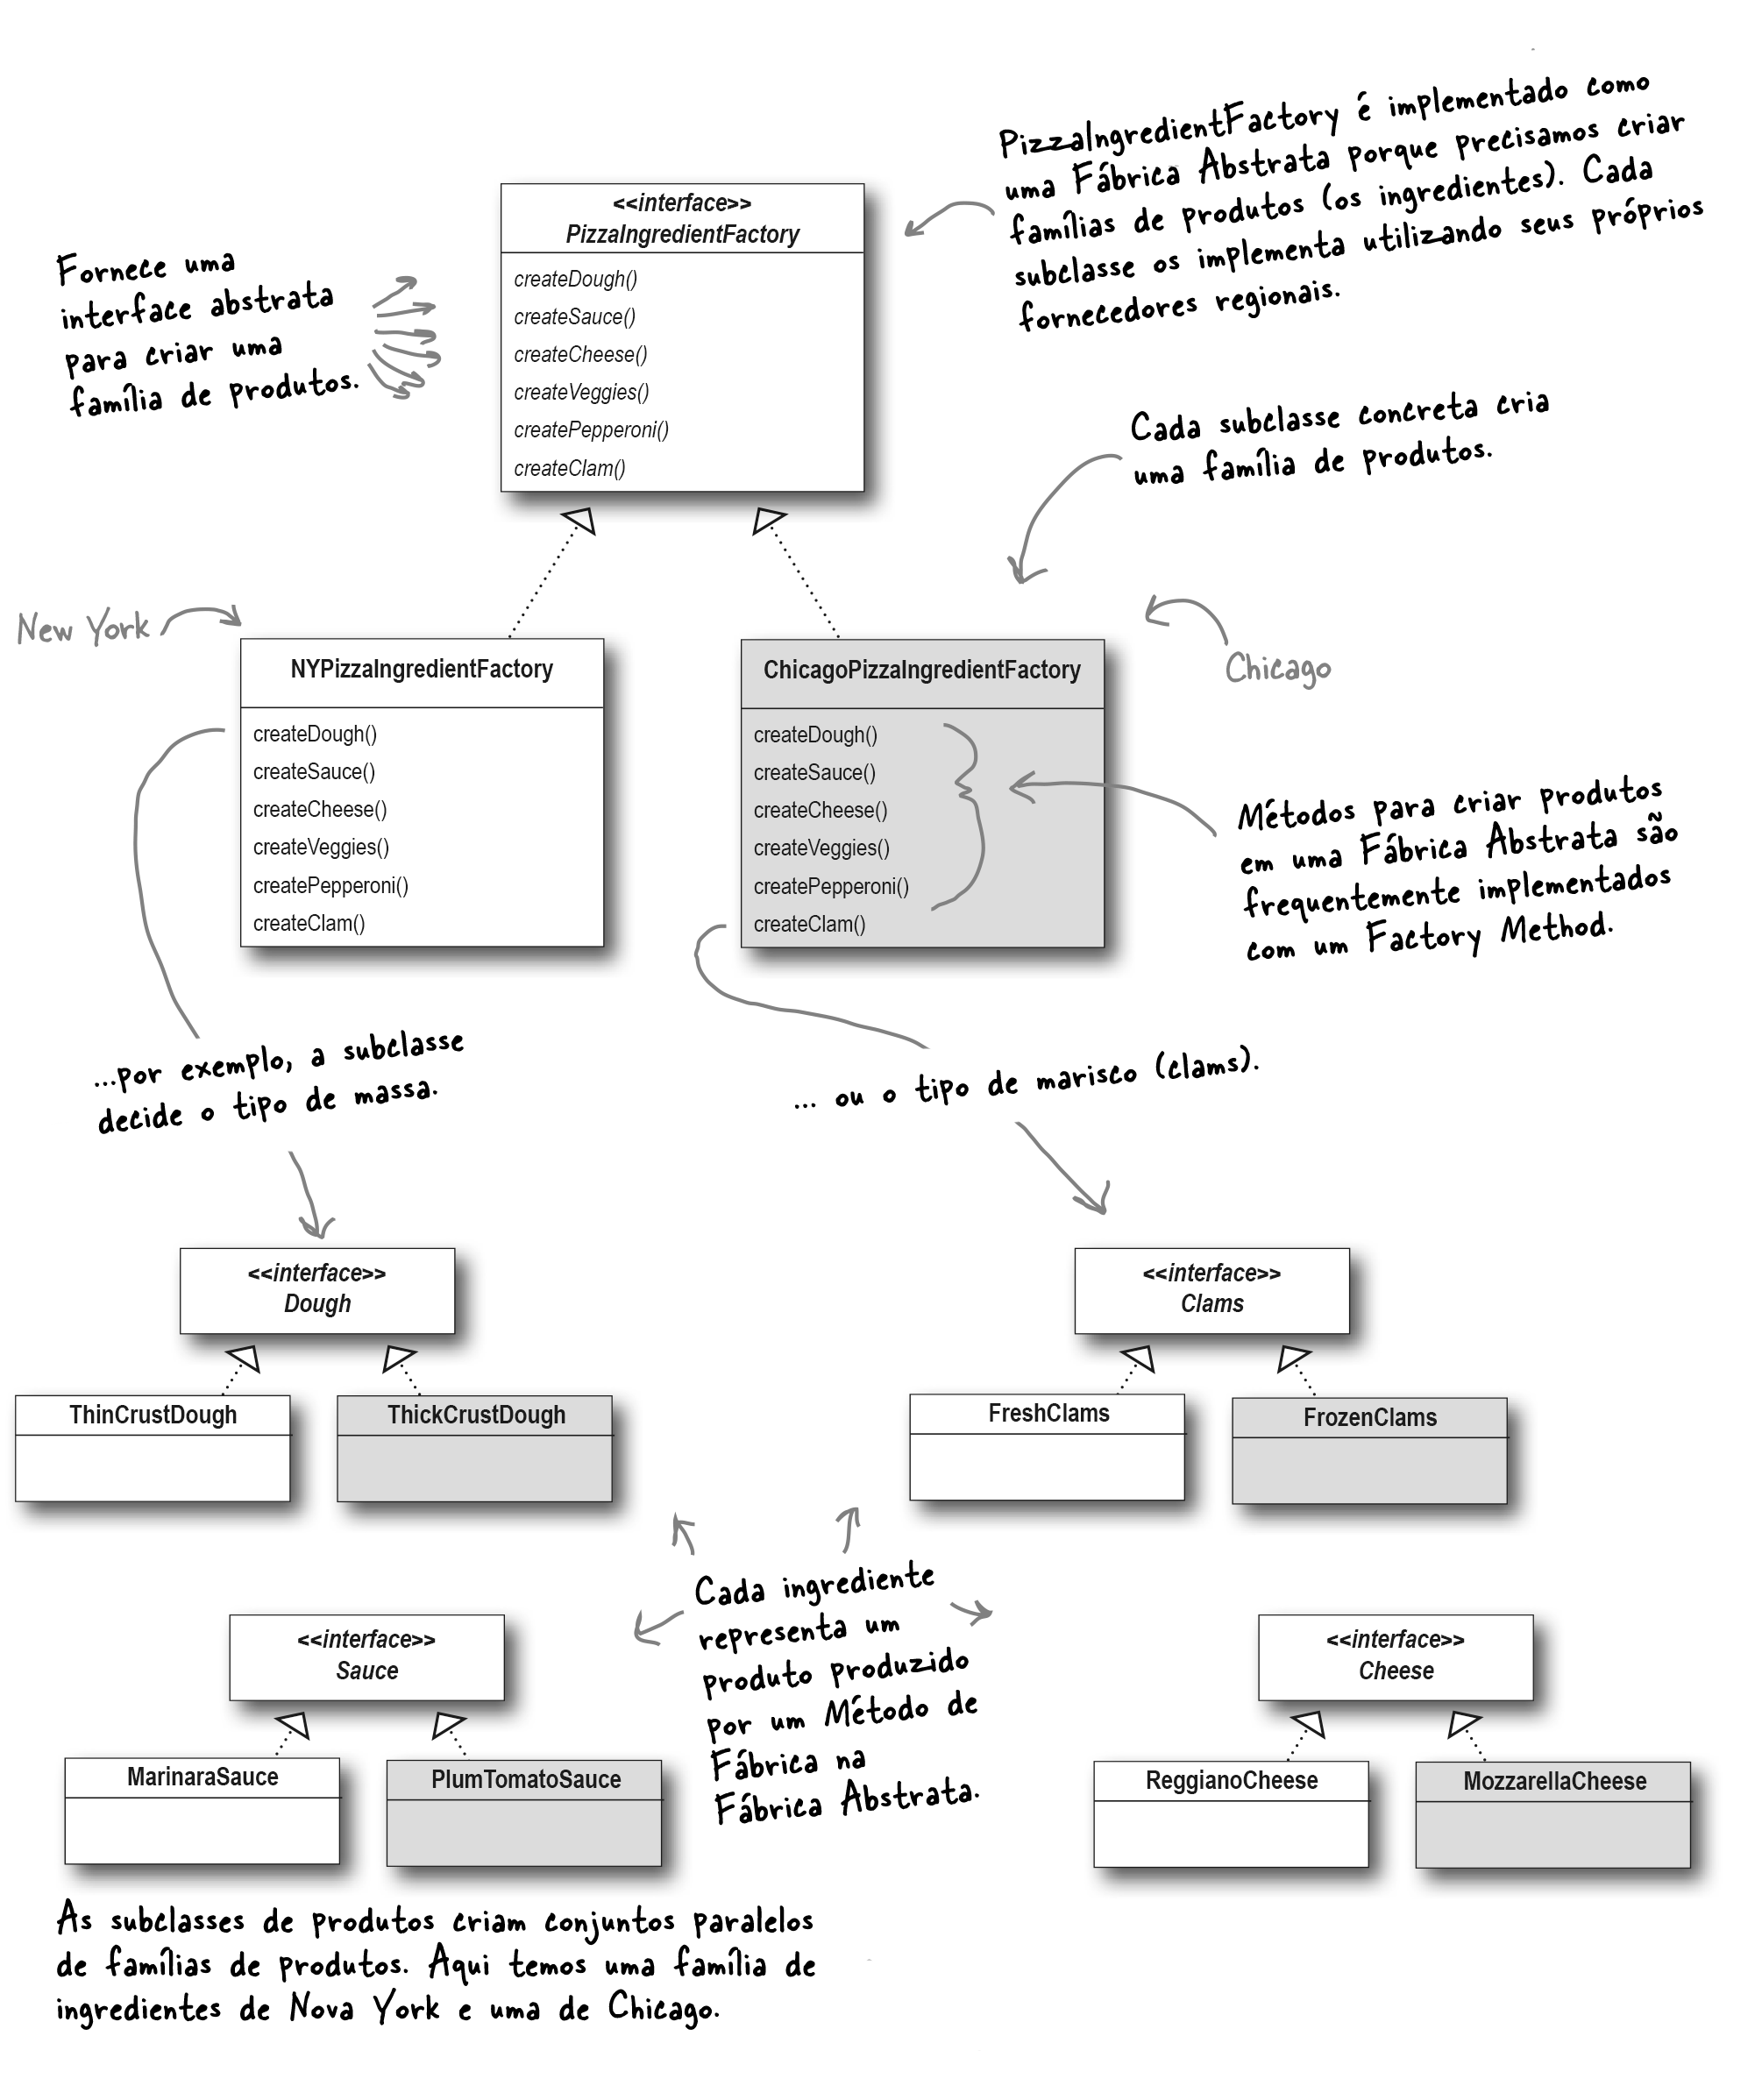 PizzaIngredientFactory é implementado como
uma Fábrica Abstrata porque precisamos criar
famílias de produtos (os ingredientes). Cada
subclasse os implementa utilizando seus próprios
fornecedores regionais.
<<interface>>
PizzaIngredientFactory
createDough()
createSauce()
createCheese()
createVeggies()
createPepperoni()
createClam()
Fornece uma
interface abstrata
para criar uma
família de produtos.
Cada subclasse concreta cria
uma família de produtos.
New York
Chicago
NYPizzaIngredientFactory
createDough()
createSauce()
createCheese()
createVeggies()
createPepperoni()
createClam()
ChicagoPizzaIngredientFactory
createDough()
createSauce()
createCheese()
createVeggies()
createPepperoni()
createClam()
Métodos para criar produtos
em uma Fábrica Abstrata são
frequentemente implementados
com um Factory Method.
...por exemplo, a subclasse
decide o tipo de massa.
... ou o tipo de marisco (clams).
<<interface>>
Dough
ThinCrustDough
ThickCrustDough
<<interface>>
Clams
FreshClams
FrozenClams
Cada ingrediente
representa um
produto produzido
por um Método de
Fábrica na
Fábrica Abstrata.
<<interface>>
Sauce
MarinaraSauce
PlumTomatoSauce
<<interface>>
Cheese
ReggianoCheese
MozzarellaCheese
As subclasses de produtos criam conjuntos paralelos
de famílias de produtos. Aqui temos uma família de
ingredientes de Nova York e uma de Chicago.